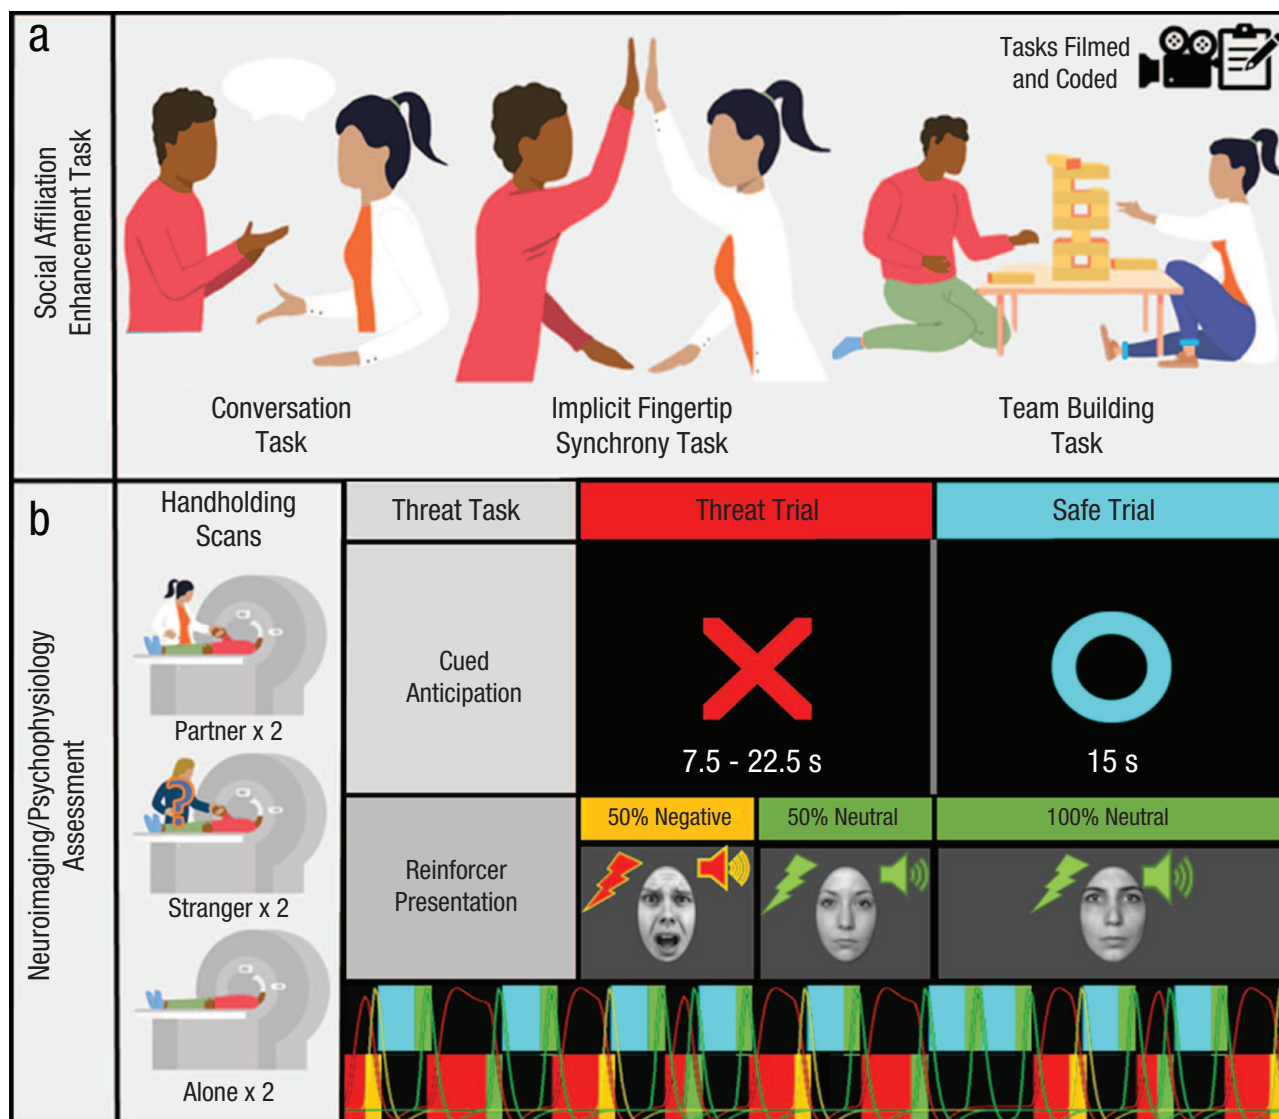 a
Social Affiliation
Enhancement Task
Tasks Filmed
and Coded
Conversation
Task
Implicit Fingertip
Synchrony Task
Team Building
Task
b
Neuroimaging/Psychophysiology
Assessment
Handholding
Scans
Partner x 2
?
Stranger x 2
Alone x 2
Threat Task
Threat Trial
Safe Trial
Cued
Anticipation
7.5 - 22.5 s
15 s
Reinforcer
Presentation
50% Negative
50% Neutral
100% Neutral